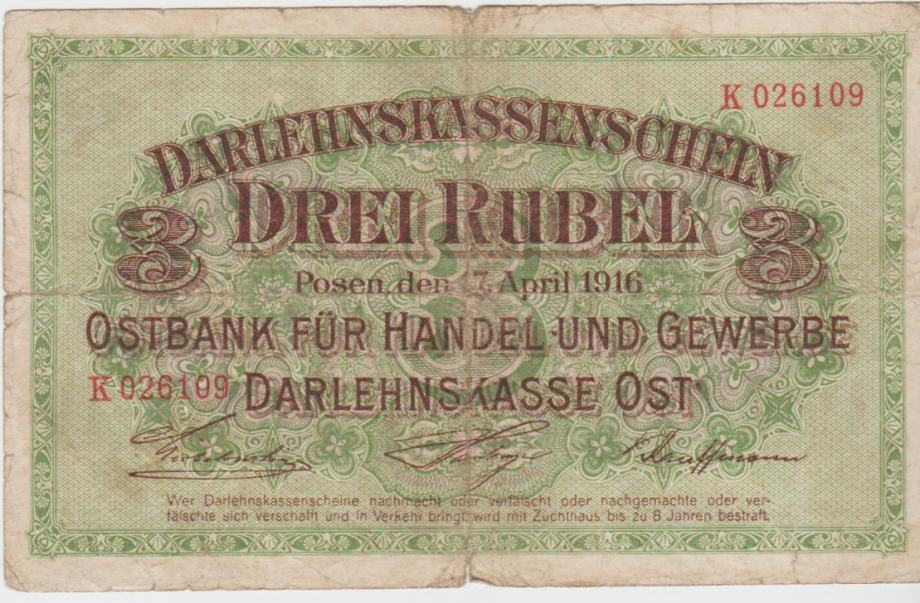 K 026109
DARLEHNSKASSENSCHEIN
DREI RUBEL
3 3
Posen, den 17. April 1916
OSTBANK FÜR HANDEL UND GEWERBE
K 026109 DARLEHNSKASSE OST
Wer Darlehnskassenscheine nachmacht oder verfälscht oder nachgemachte oder ver-
fälschte sich verschafft und in Verkehr bringt, wird mit Zuchthaus bis zu 8 Jahren bestraft.